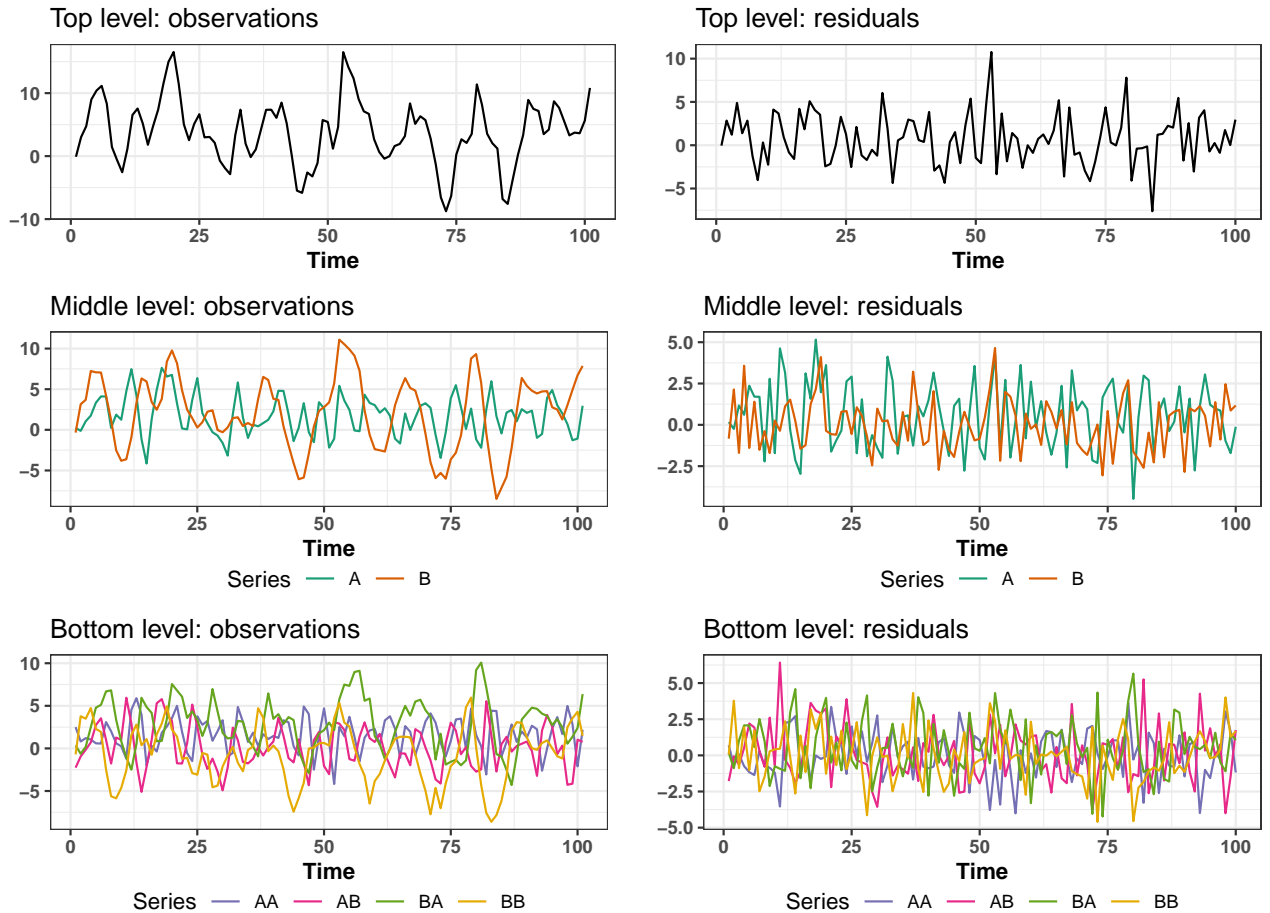 Top level: observations
10
0
−10
0 25 50 75 100
Time
Top level: residuals
10
5
0
−5
0 25 50 75 100
Time
Middle level: observations
10
5
0
−5
0 25 50 75 100
Time
Series A B
Middle level: residuals
5.0
2.5
0.0
−2.5
0 25 50 75 100
Time
Series A B
Bottom level: observations
10
5
0
−5
0 25 50 75 100
Time
Series AA AB BA BB
Bottom level: residuals
5.0
2.5
0.0
−2.5
−5.0
0 25 50 75 100
Time
Series AA AB BA BB